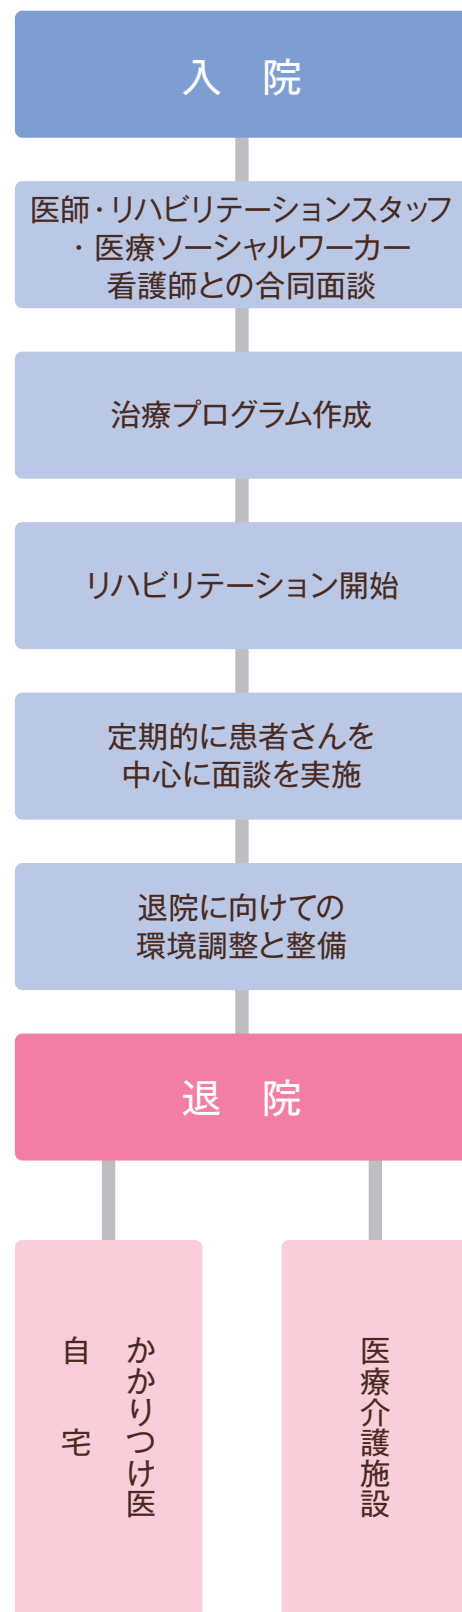 入　院
医師・リハビリテーションスタッフ
・医療ソーシャルワーカー
看護師との合同面談
治療プログラム作成
リハビリテーション開始
定期的に患者さんを
中心に面談を実施
退院に向けての
環境調整と整備
退　院
かかりつけ医
自　宅
医療介護施設